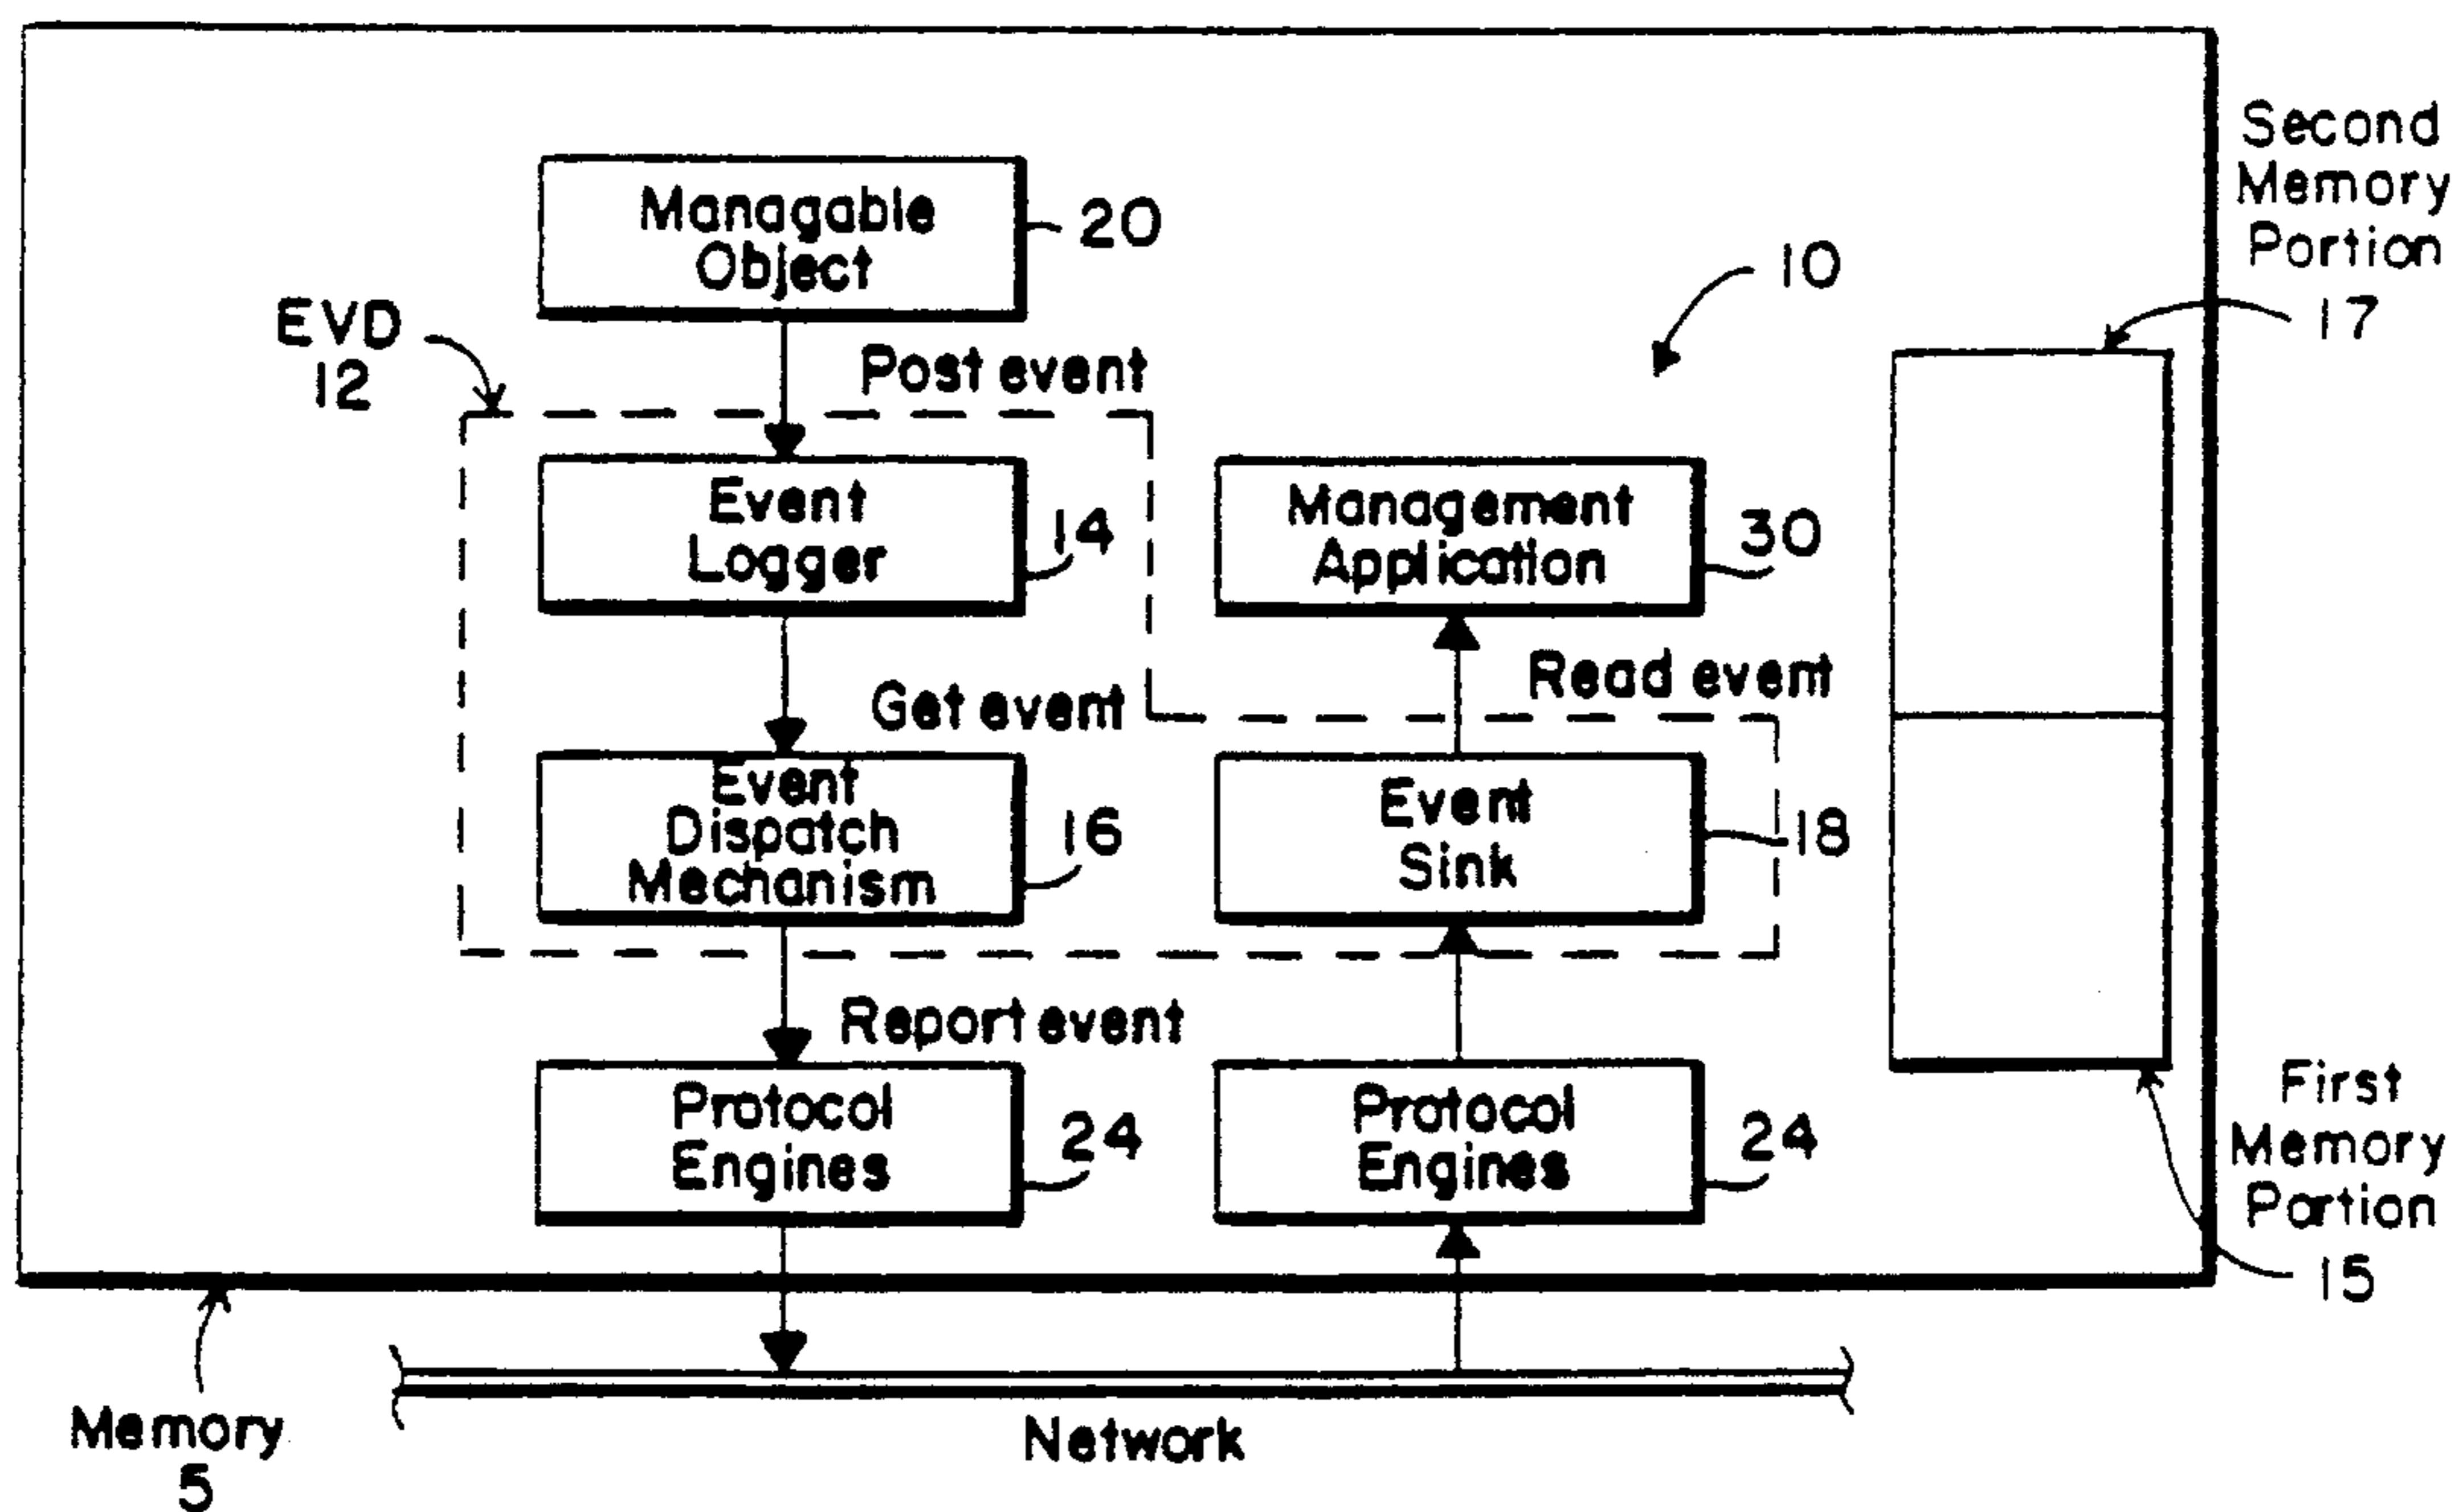 Second
Memory
Portion
17
Managable
Object
20
10
EVD
12
Post event
Event
Logger
14
Management
Application
30
Read event
Get event
Event
Dispatch
Mechanism
16
Event
Sink
18
Report event
Protocol
Engines
24
Protocol
Engines
24
First
Memory
Portion
15
Memory
5
Network